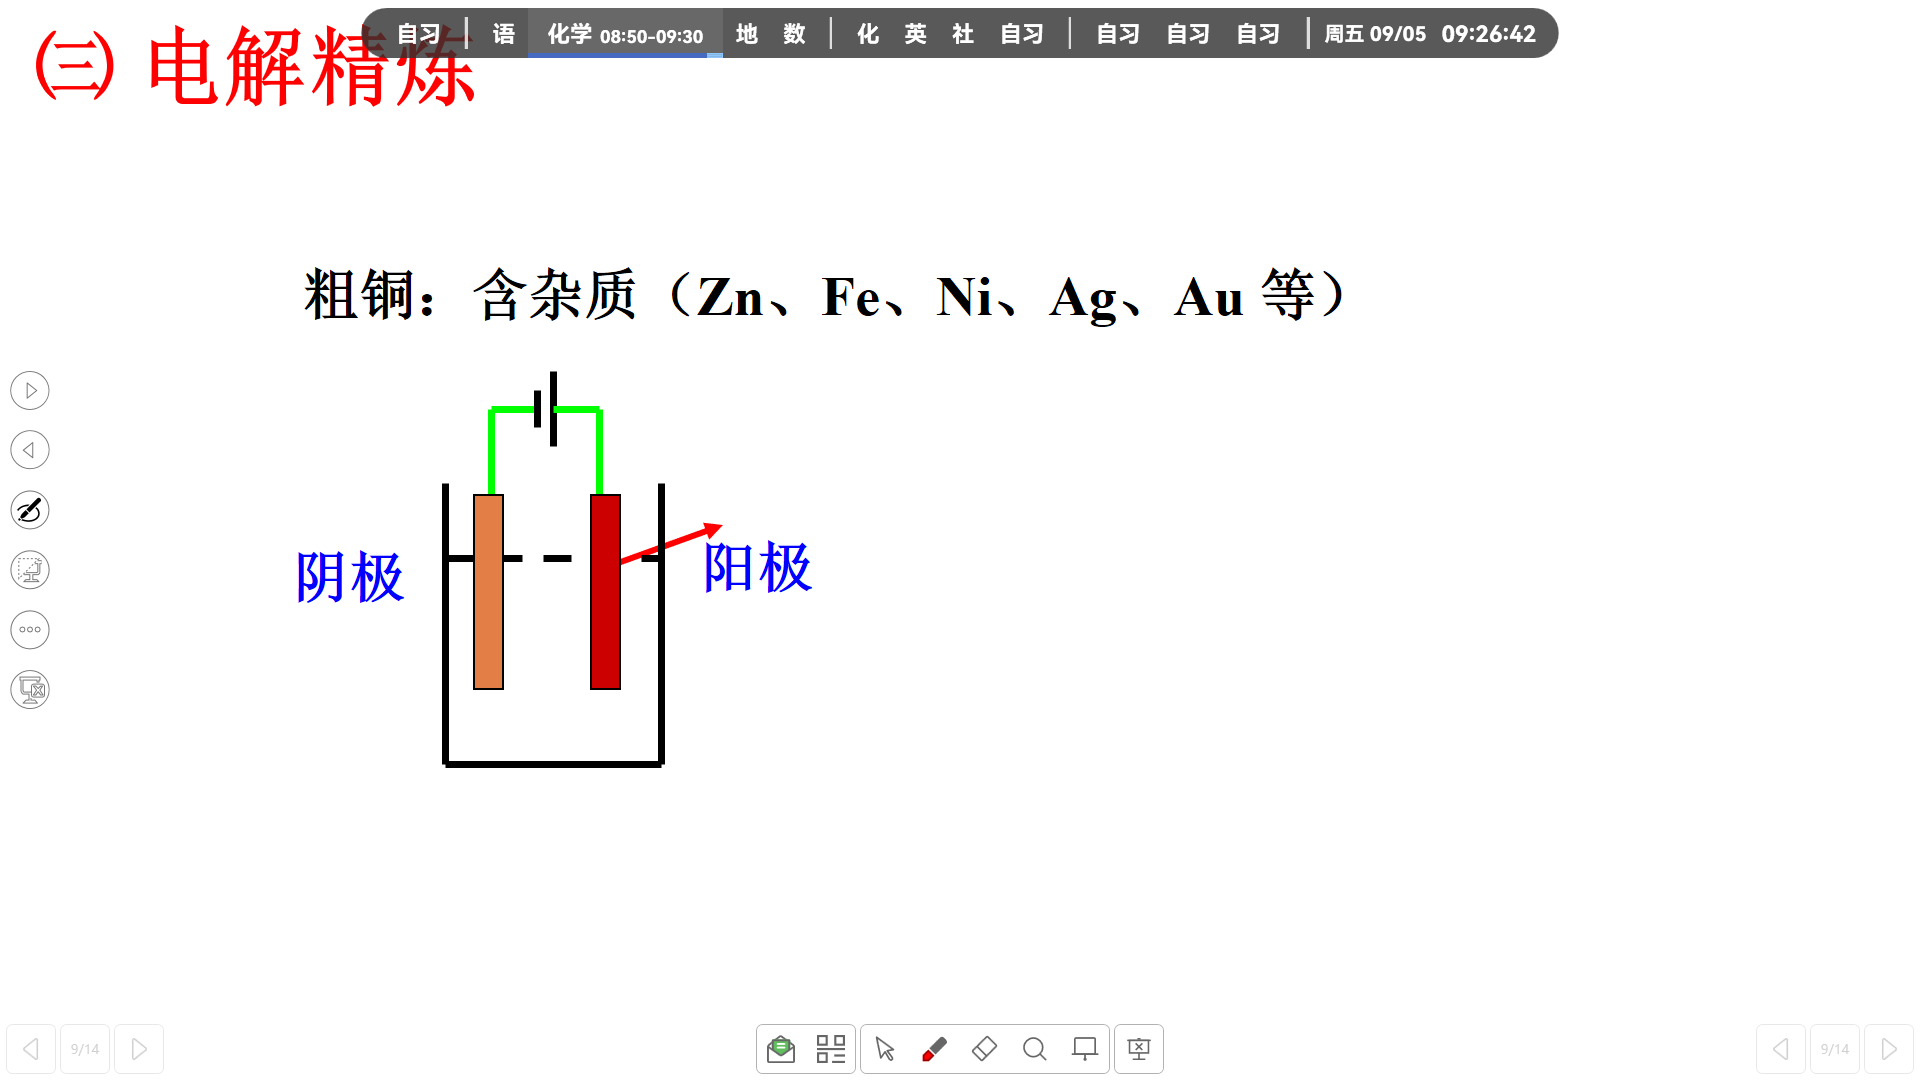 自习 | 语 化学 08:50-09:30 地 数 | 化 英 社 自习 | 自习 自习 自习 | 周五 09/05 09:26:42
㈢ 电解精炼
粗铜：含杂质（Zn、Fe、Ni、Ag、Au 等）
阴极
阳极
9/14
9/14